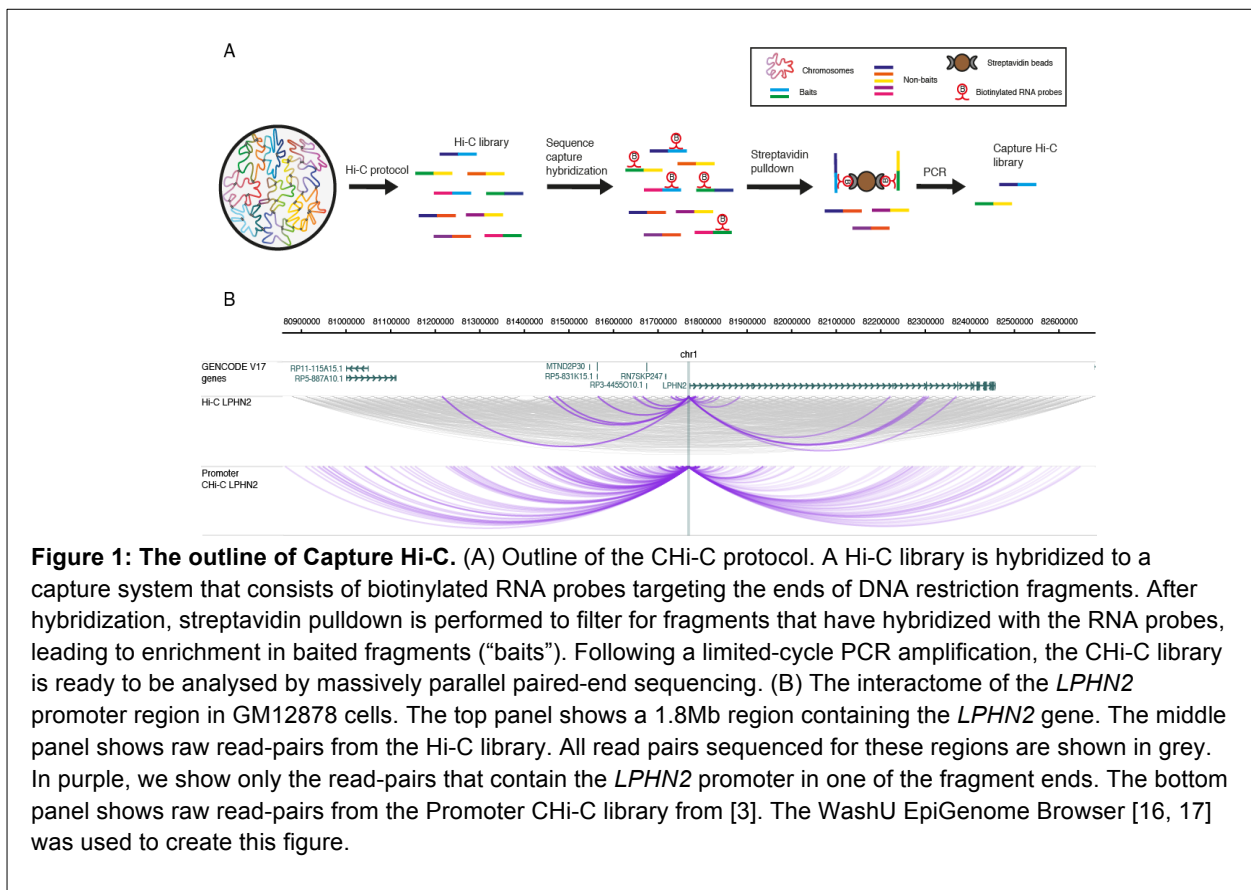 A
Chromosomes
Baits
Non-baits
Streavidin beads
B
Biotinylated RNA probes
Hi-C protocol
Hi-C library
Sequence
capture
hybridization
B
B
B
B
B
Streptavidin
pulldown
B
B
PCR
Capture Hi-C
library
B
80900000 81000000 81100000 81200000 81300000 81400000 81500000 81600000 81700000 81800000 81900000 82000000 82100000 82200000 82300000 82400000 82500000 82600000
chr1
GENCODE V17
genes
RP11-115A15.1
RP5-887A10.1
MTND2P30
RP5-831K15.1
RN7SKP247
RP3-4455O10.1
LPHN2
Hi-C LPHN2
Promoter
CHi-C LPHN2
Figure 1: The outline of Capture Hi-C. (A) Outline of the CHi-C protocol. A Hi-C library is hybridized to a
capture system that consists of biotinylated RNA probes targeting the ends of DNA restriction fragments. After
hybridization, streptavidin pulldown is performed to filter for fragments that have hybridized with the RNA probes,
leading to enrichment in baited fragments (“baits”). Following a limited-cycle PCR amplification, the CHi-C library
is ready to be analysed by massively parallel paired-end sequencing. (B) The interactome of the LPHN2
promoter region in GM12878 cells. The top panel shows a 1.8Mb region containing the LPHN2 gene. The middle
panel shows raw read-pairs from the Hi-C library. All read pairs sequenced for these regions are shown in grey.
In purple, we show only the read-pairs that contain the LPHN2 promoter in one of the fragment ends. The bottom
panel shows raw read-pairs from the Promoter CHi-C library from [3]. The WashU EpiGenome Browser [16, 17]
was used to create this figure.